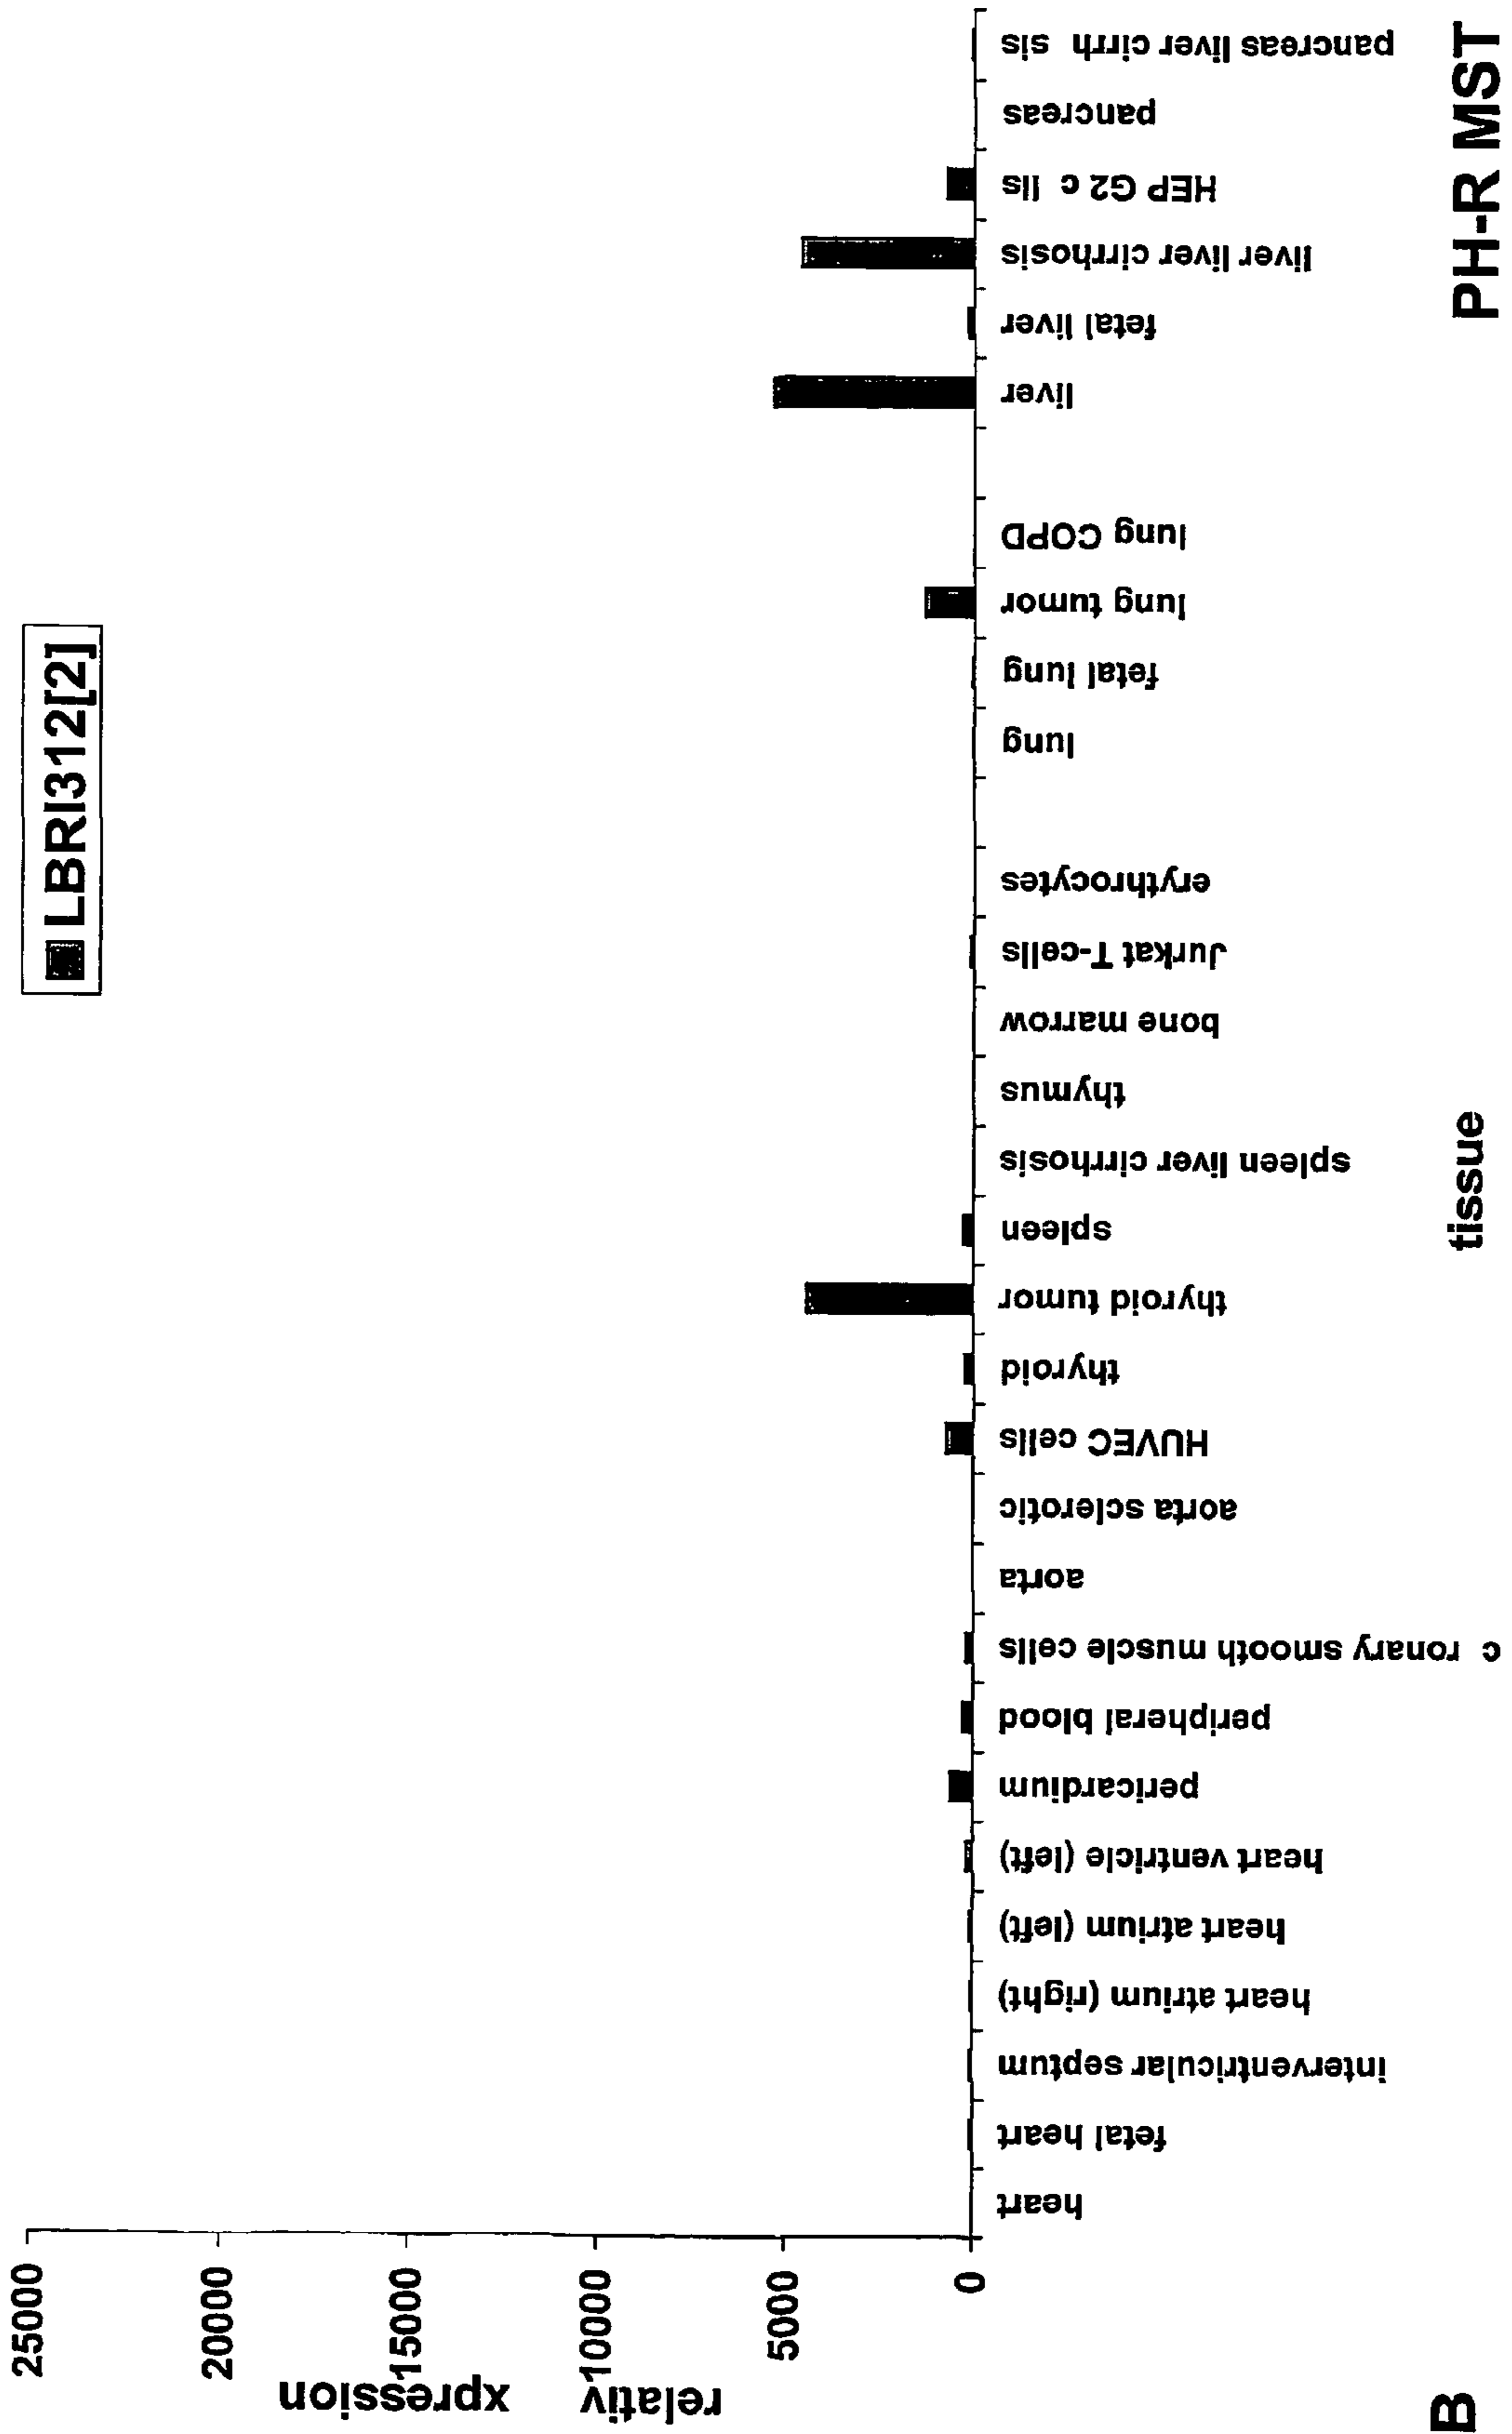 LBRI312[2]
25000
20000
15000
10000
5000
0
relativ xpression
heart
fetal heart
interventricular septum
heart atrium (right)
heart atrium (left)
heart ventricle (left)
pericardium
peripheral blood
c ronary smooth muscle cells
aorta
aorta sclerotic
HUVEC cells
thyroid
thyroid tumor
spleen
spleen liver cirrhosis
thymus
bone marrow
Jurkat T-cells
erythrocytes
lung
fetal lung
lung tumor
lung COPD
liver
fetal liver
liver liver cirrhosis
HEP G2 c lls
pancreas
pancreas liver cirrh sis
B
tissue
PH-R MST